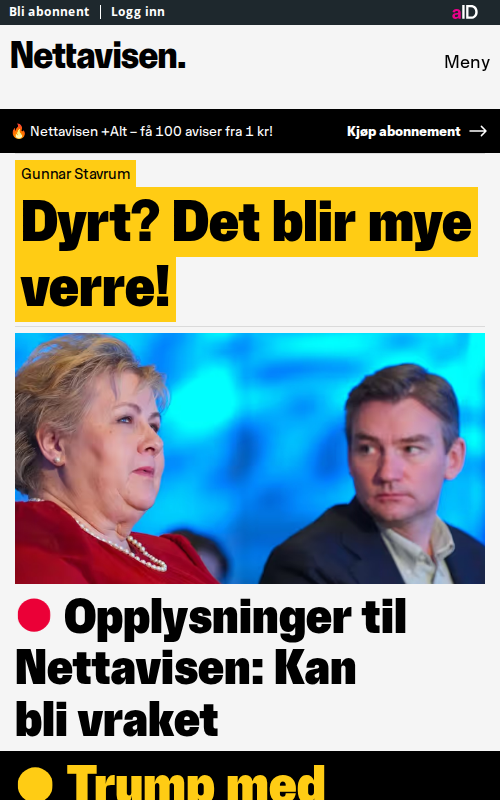 Bli abonnent | Logg inn aID
Nettavisen.
Meny
🔥 Nettavisen +Alt – få 100 aviser fra 1 kr! Kjøp abonnement →
Gunnar Stavrum
Dyrt? Det blir mye
verre!
Opplysninger til
Nettavisen: Kan
bli vraket
Trump med